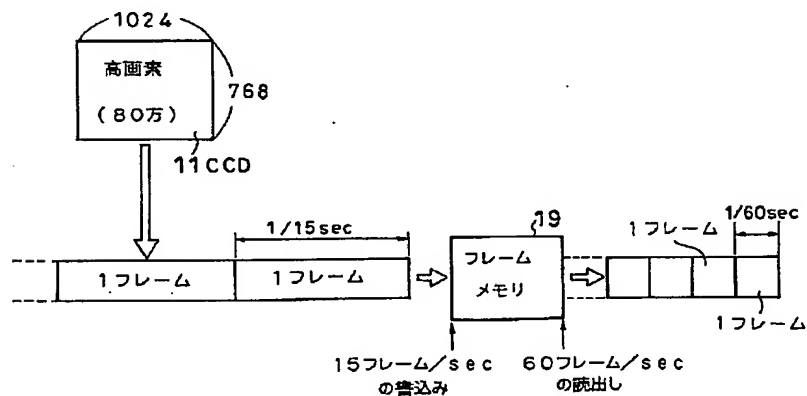 1024
高画素
(80万)
768
11CCD
1/15sec
1フレーム
1フレーム
19
フレーム
メモリ
1/60sec
1フレーム
1フレーム
15フレーム/sec
の書込み
60フレーム/sec
の読出し